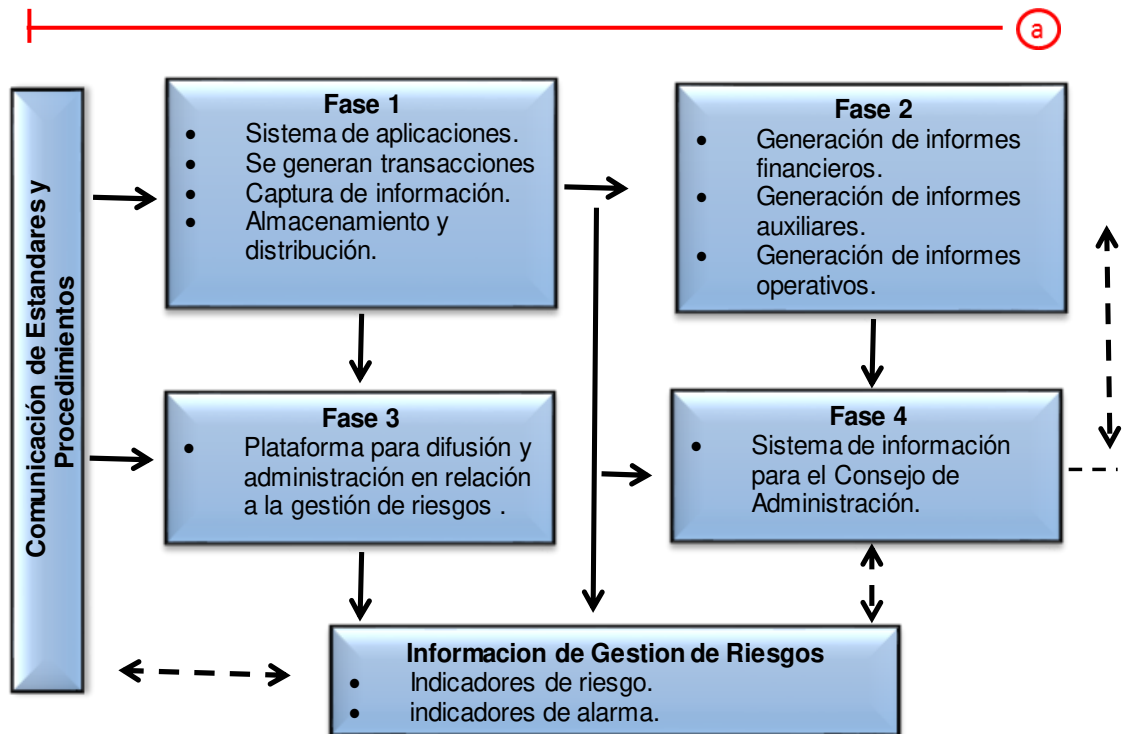 a
Comunicación de Estandares y
Procedimientos
Fase 1
• Sistema de aplicaciones.
• Se generan transacciones
• Captura de información.
• Almacenamiento y
distribución.
Fase 2
• Generación de informes
financieros.
• Generación de informes
auxiliares.
• Generación de informes
operativos.
Fase 3
• Plataforma para difusión y
administración en relación
a la gestión de riesgos .
Fase 4
• Sistema de información
para el Consejo de
Administración.
Informacion de Gestion de Riesgos
• Indicadores de riesgo.
• indicadores de alarma.